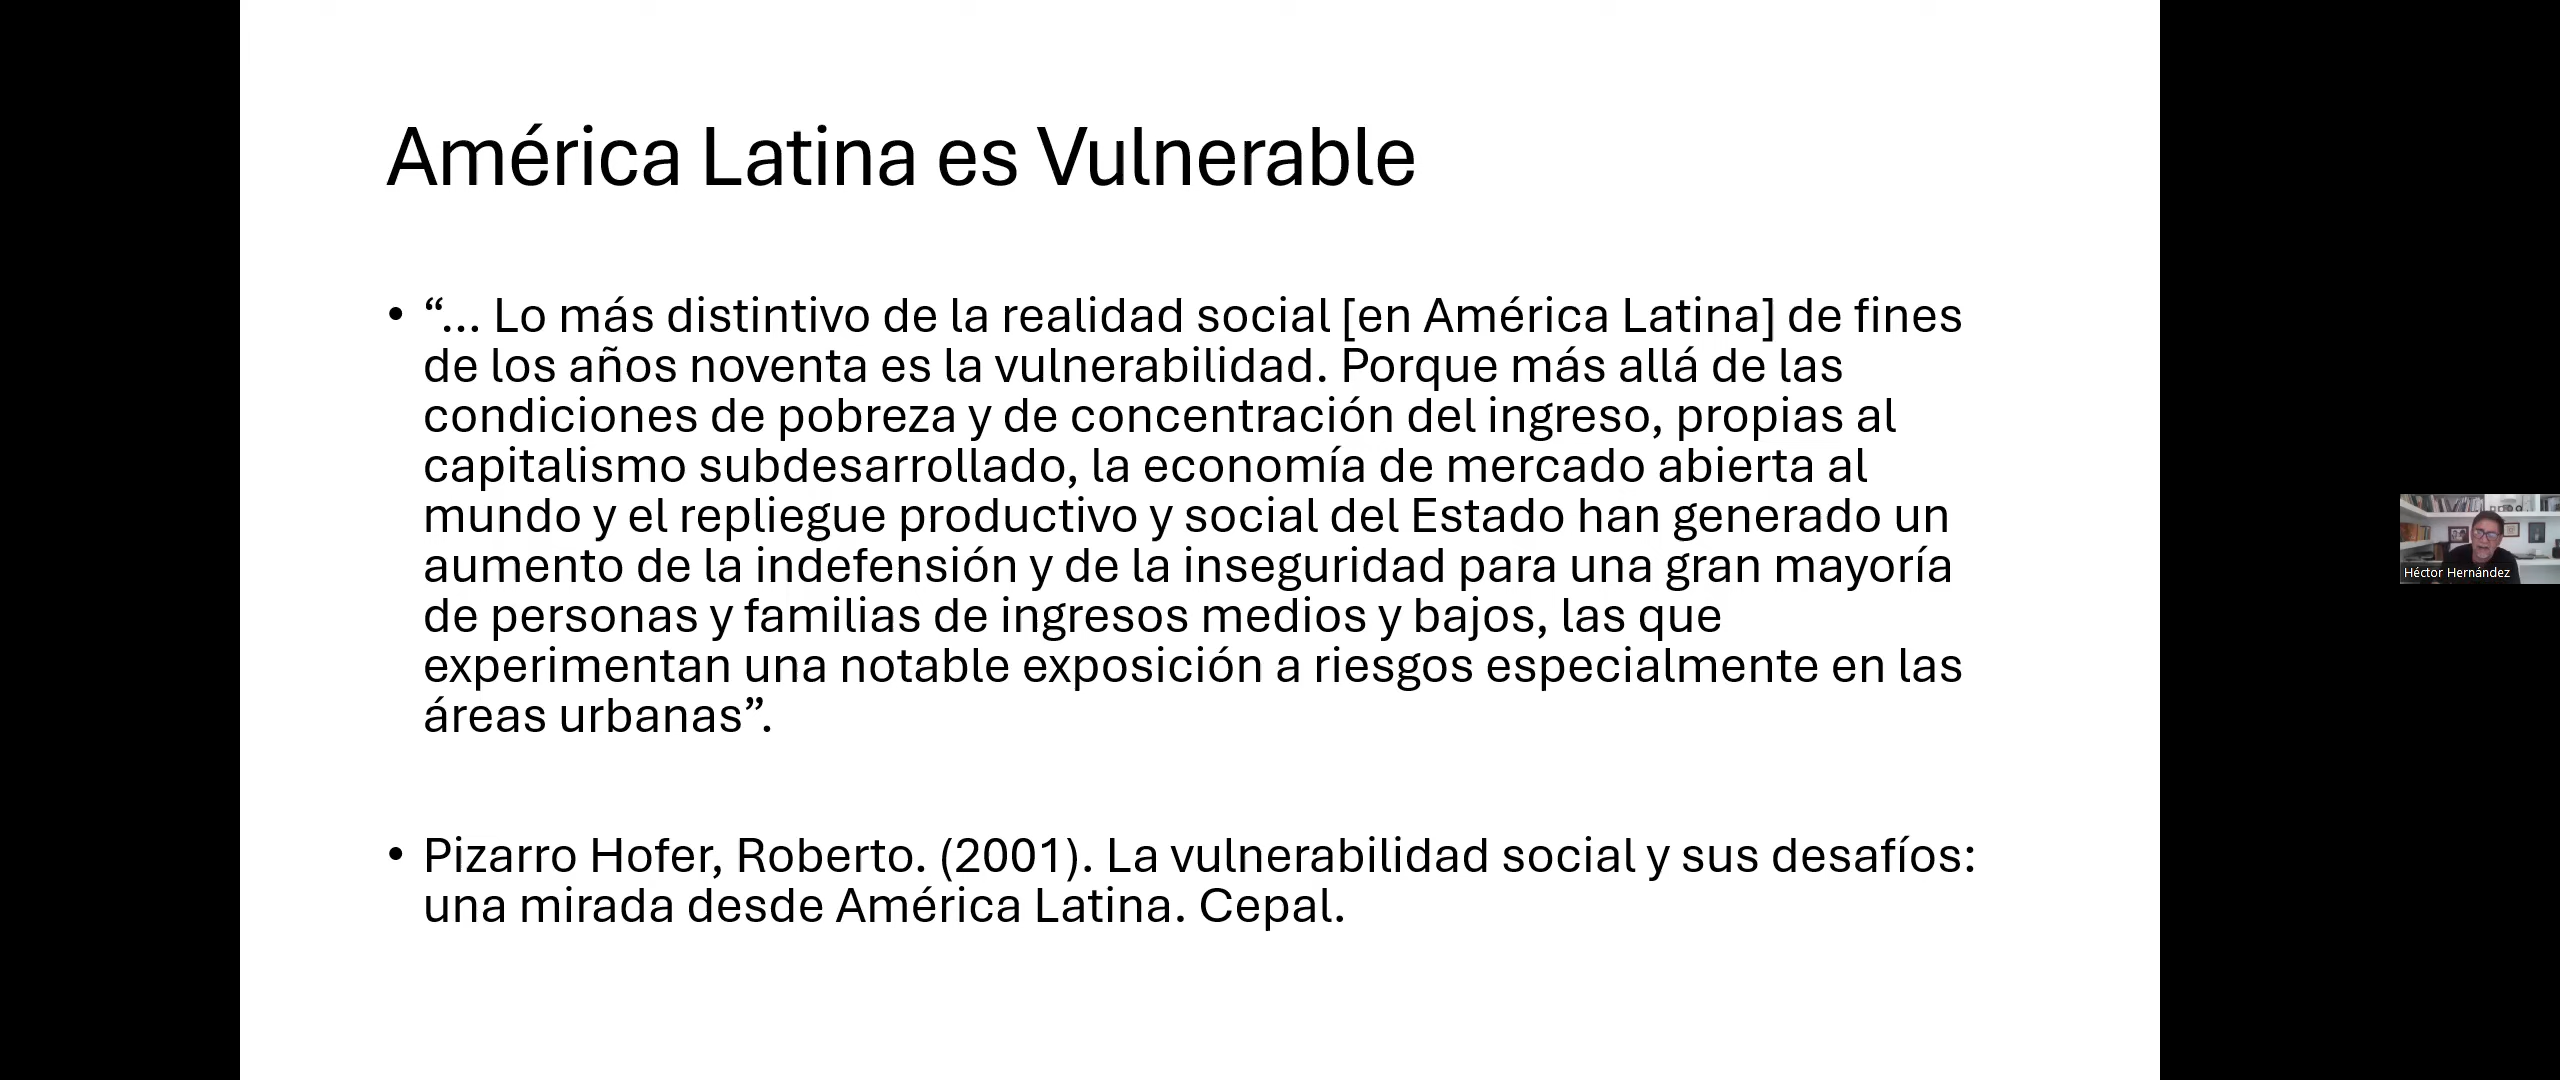 América Latina es Vulnerable
• “... Lo más distintivo de la realidad social [en América Latina] de fines
de los años noventa es la vulnerabilidad. Porque más allá de las
condiciones de pobreza y de concentración del ingreso, propias al
capitalismo subdesarrollado, la economía de mercado abierta al
mundo y el repliegue productivo y social del Estado han generado un
aumento de la indefensión y de la inseguridad para una gran mayoría
de personas y familias de ingresos medios y bajos, las que
experimentan una notable exposición a riesgos especialmente en las
áreas urbanas”.
• Pizarro Hofer, Roberto. (2001). La vulnerabilidad social y sus desafíos:
una mirada desde América Latina. Cepal.
Héctor Hernández